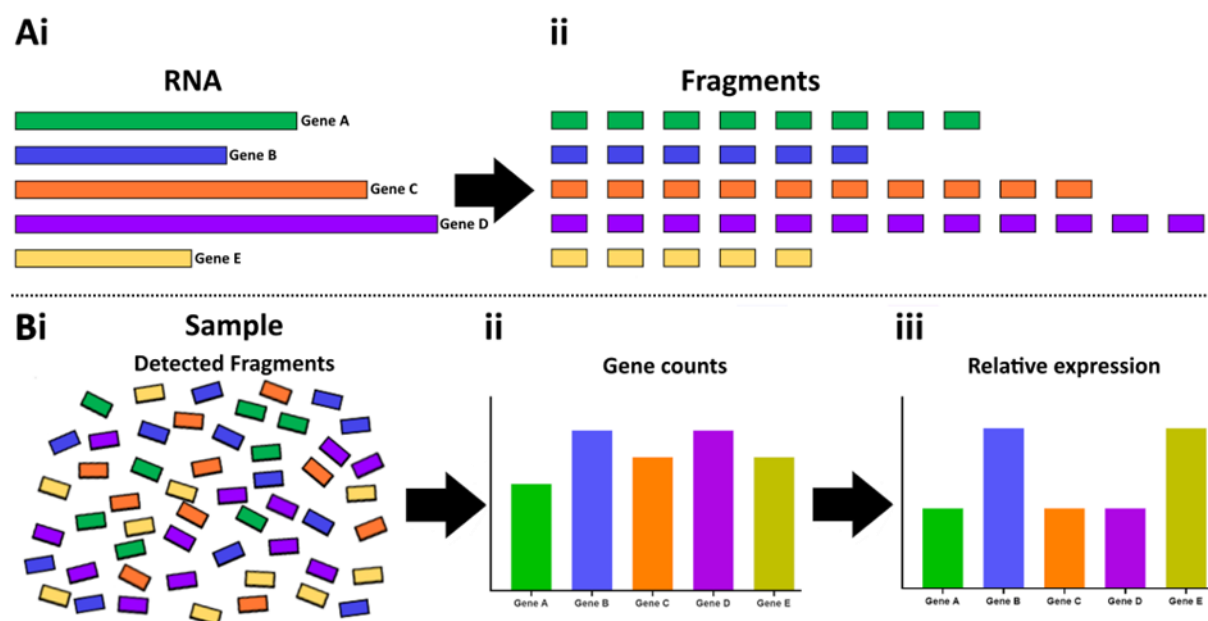 Ai
ii
RNA
Fragments
Gene A
Gene B
Gene C
Gene D
Gene E
Bi
Sample
Detected Fragments
ii
Gene counts
Gene A Gene B Gene C Gene D Gene E
iii
Relative expression
Gene A Gene B Gene C Gene D Gene E